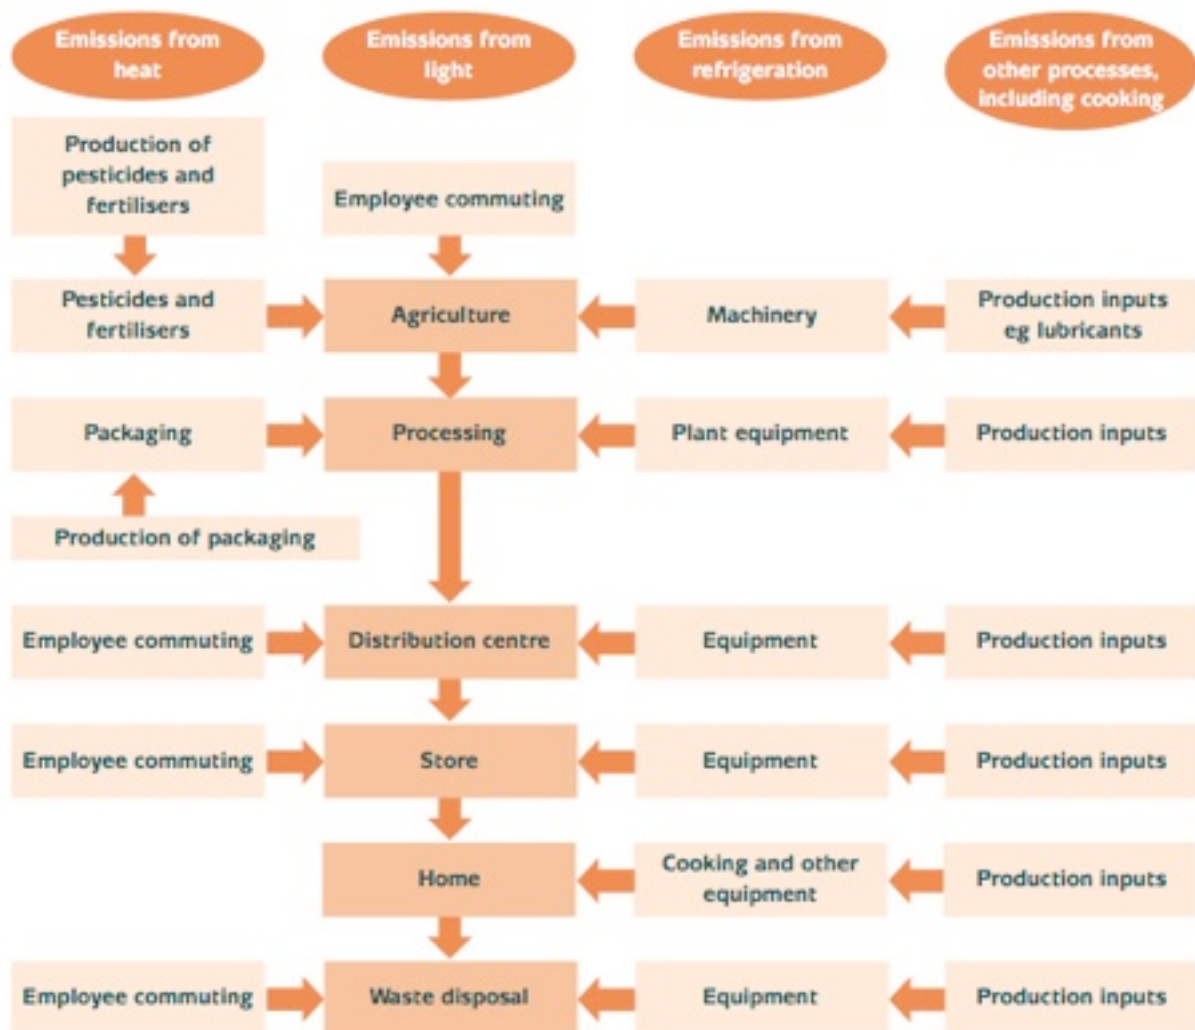 Emissions from
heat
Emissions from
light
Emissions from
refrigeration
Emissions from
other processes,
including cooking
Production of
pesticides and
fertilisers
Employee commuting
Pesticides and
fertilisers
Agriculture
Machinery
Production inputs
eg lubricants
Packaging
Processing
Plant equipment
Production inputs
Production of packaging
Employee commuting
Distribution centre
Equipment
Production inputs
Employee commuting
Store
Equipment
Production inputs
Home
Cooking and other
equipment
Production inputs
Employee commuting
Waste disposal
Equipment
Production inputs